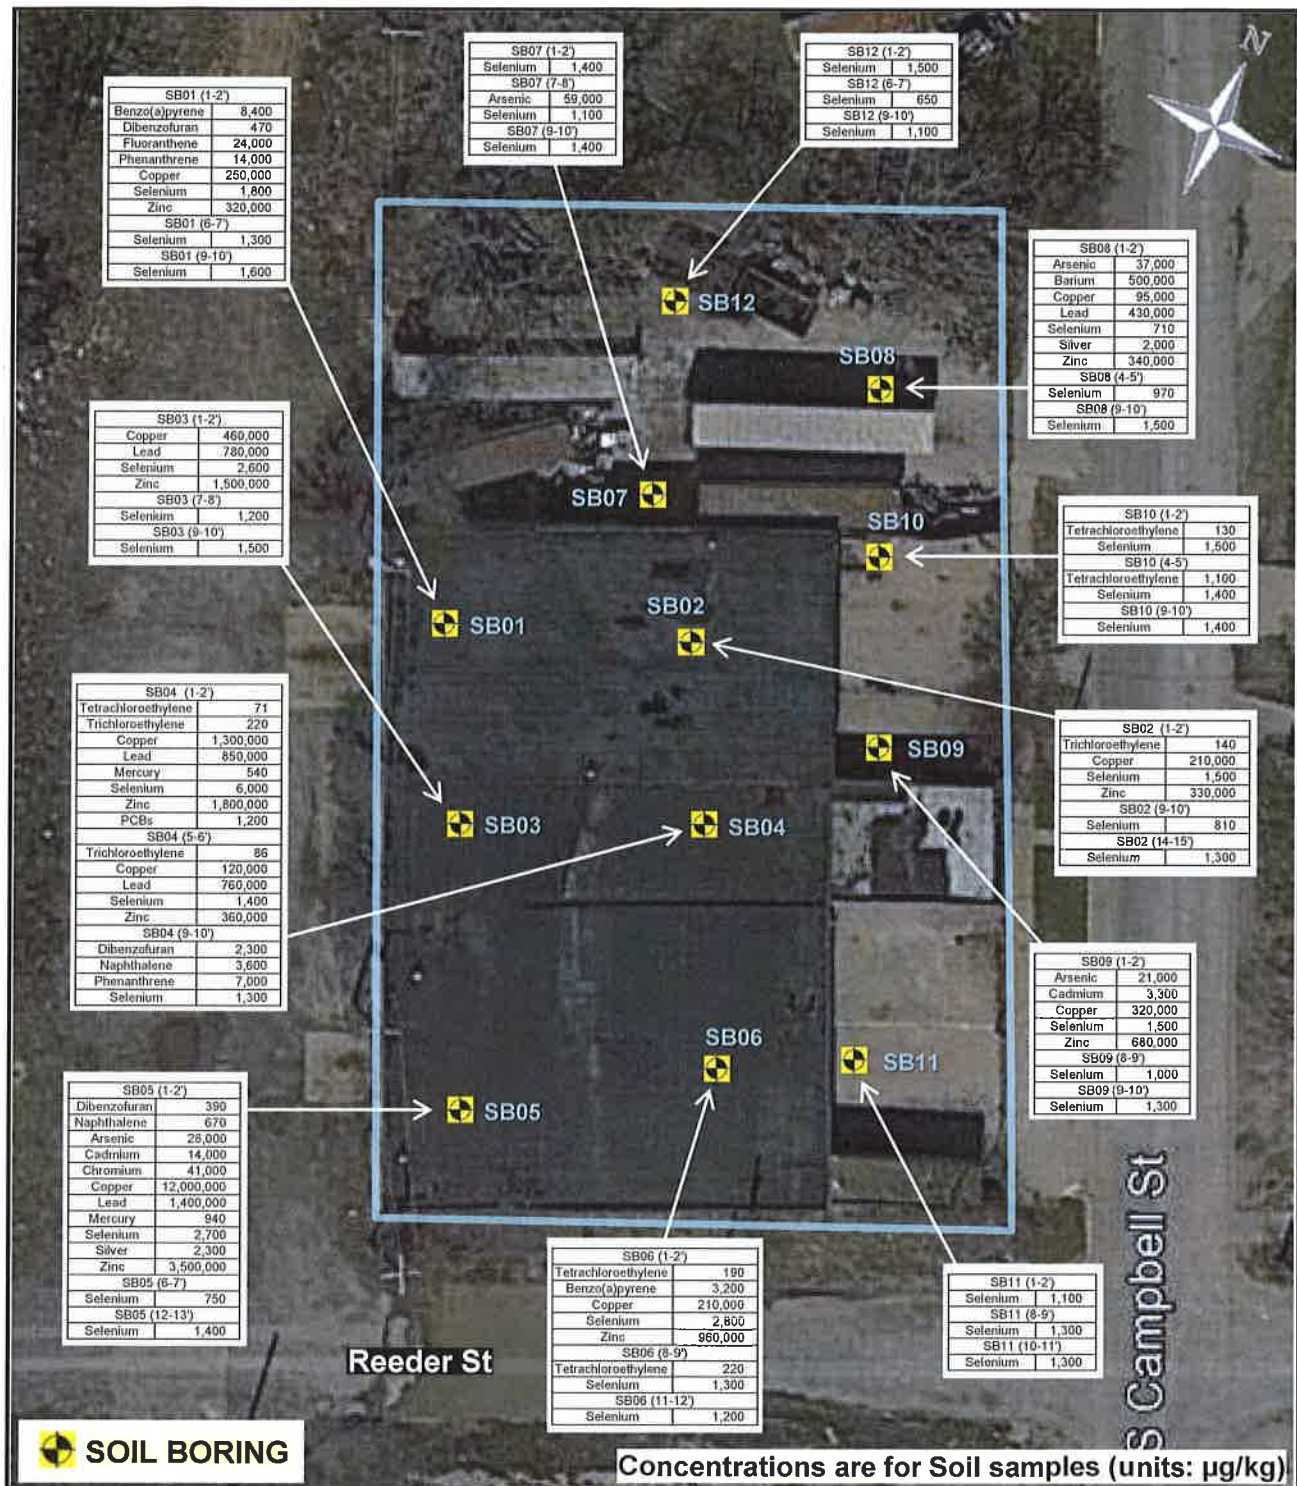 N
SB07 (1-2')
Selenium 1,400
SB07 (7-8')
Arsenic 59,000
Selenium 1,100
SB07 (9-10')
Selenium 1,400
SB12 (1-2')
Selenium 1,500
SB12 (6-7')
Selenium 650
SB12 (9-10')
Selenium 1,100
SB01 (1-2')
Benzo(a)pyrene 8,400
Dibenzofuran 470
Fluoranthene 24,000
Phenanthrene 14,000
Copper 250,000
Selenium 1,800
Zinc 320,000
SB01 (6-7')
Selenium 1,300
SB01 (9-10')
Selenium 1,600
SB08 (1-2')
Arsenic 37,000
Barium 500,000
Copper 95,000
Lead 430,000
Selenium 710
Silver 2,000
Zinc 340,000
SB08 (4-5')
Selenium 970
SB08 (9-10')
Selenium 1,500
SB12
SB08
SB03 (1-2')
Copper 460,000
Lead 780,000
Selenium 2,600
Zinc 1,500,000
SB03 (7-8')
Selenium 1,200
SB03 (9-10')
Selenium 1,500
SB07
SB10
SB10 (1-2')
Tetrachloroethylene 130
Selenium 1,500
SB10 (4-5')
Tetrachloroethylene 1,100
Selenium 1,400
SB10 (9-10')
Selenium 1,400
SB01
SB02
SB04 (1-2')
Tetrachloroethylene 71
Trichloroethylene 220
Copper 1,300,000
Lead 850,000
Mercury 540
Selenium 6,000
Zinc 1,800,000
PCBs 1,200
SB04 (5-6')
Trichloroethylene 86
Copper 120,000
Lead 760,000
Selenium 1,400
Zinc 360,000
SB04 (9-10')
Dibenzofuran 2,300
Naphthalene 3,600
Phenanthrene 7,000
Selenium 1,300
SB02 (1-2')
Trichloroethylene 140
Copper 210,000
Selenium 1,500
Zinc 330,000
SB02 (9-10')
Selenium 810
SB02 (14-15')
Selenium 1,300
SB09
SB03
SB04
SB09 (1-2')
Arsenic 21,000
Cadmium 3,300
Copper 320,000
Selenium 1,500
Zinc 680,000
SB09 (8-9')
Selenium 1,000
SB09 (9-10')
Selenium 1,300
SB06
SB11
SB05
SB05 (1-2')
Dibenzofuran 390
Naphthalene 670
Arsenic 28,000
Cadmium 14,000
Chromium 41,000
Copper 12,000,000
Lead 1,400,000
Mercury 940
Selenium 2,700
Silver 2,300
Zinc 3,500,000
SB05 (6-7')
Selenium 750
SB05 (12-13')
Selenium 1,400
SB06 (1-2')
Tetrachloroethylene 190
Benzo(a)pyrene 3,200
Copper 210,000
Selenium 2,800
Zinc 960,000
SB06 (8-9')
Tetrachloroethylene 220
Selenium 1,300
SB06 (11-12')
Selenium 1,200
SB11 (1-2')
Selenium 1,100
SB11 (8-9')
Selenium 1,300
SB11 (10-11')
Selenium 1,300
S Campbell St
Reeder St
SOIL BORING
Concentrations are for Soil samples (units: µg/kg)